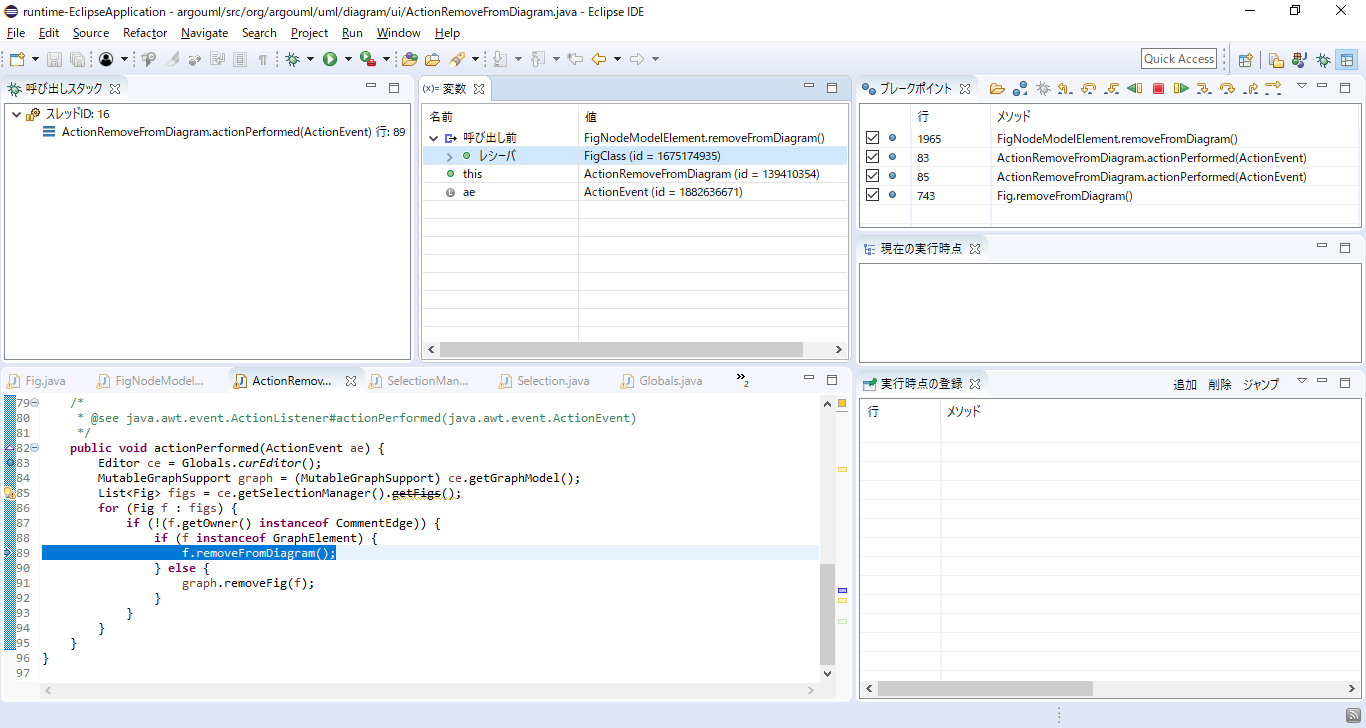 runtime-EclipseApplication - argouml/src/org/argouml/uml/diagram/ui/ActionRemoveFromDiagram.java - Eclipse IDE
File Edit Source Refactor Navigate Search Project Run Window Help
Quick Access
呼び出しスタック
スレッドID: 16
ActionRemoveFromDiagram.actionPerformed(ActionEvent) 行: 89
(x)= 変数
名前 値
呼び出し前 FigNodeModelElement.removeFromDiagram()
レシーバ FigClass (id = 1675174935)
this ActionRemoveFromDiagram (id = 139410354)
ae ActionEvent (id = 1882636671)
ブレークポイント
行 メソッド
1965 FigNodeModelElement.removeFromDiagram()
83 ActionRemoveFromDiagram.actionPerformed(ActionEvent)
85 ActionRemoveFromDiagram.actionPerformed(ActionEvent)
743 Fig.removeFromDiagram()
現在の実行時点
Fig.java FigNodeModel... ActionRemov... SelectionMan... Selection.java Globals.java »2
79 /*
80 * @see java.awt.event.ActionListener#actionPerformed(java.awt.event.ActionEvent)
81 */
82 public void actionPerformed(ActionEvent ae) {
83 Editor ce = Globals.curEditor();
84 MutableGraphSupport graph = (MutableGraphSupport) ce.getGraphModel();
85 List<Fig> figs = ce.getSelectionManager().getFigs();
86 for (Fig f : figs) {
87 if (!(f.getOwner() instanceof CommentEdge)) {
88 if (f instanceof GraphElement) {
89 f.removeFromDiagram();
90 } else {
91 graph.removeFig(f);
92 }
93 }
94 }
95 }
96 }
97
実行時点の登録 追加 削除 ジャンプ
行 メソッド